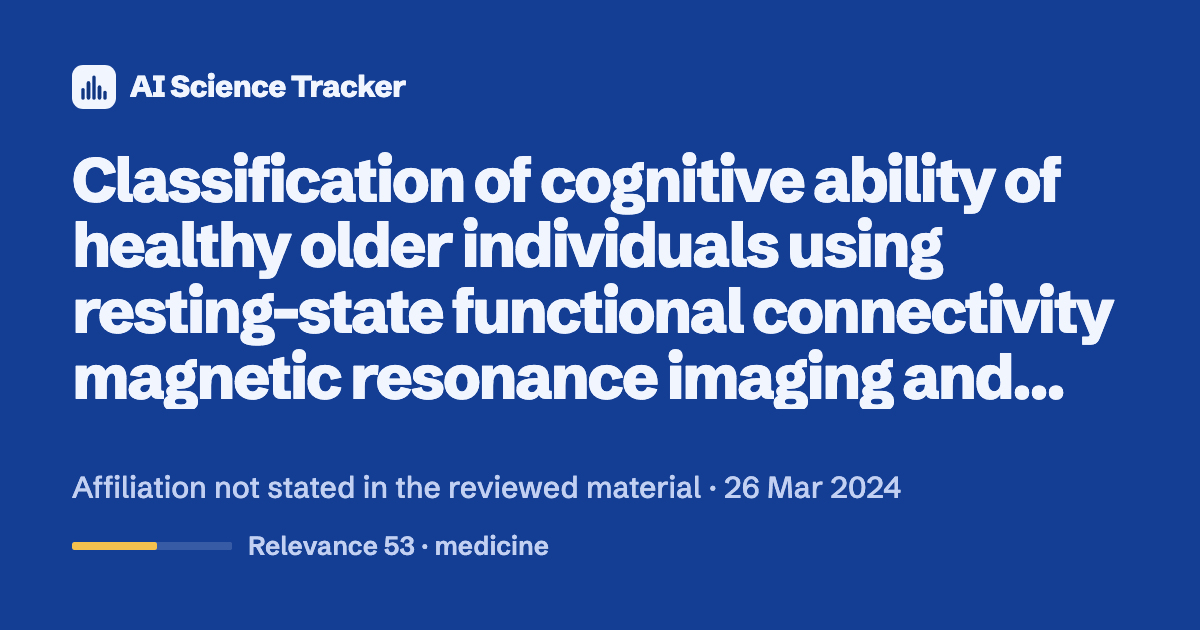 AI Science Tracker
Classification of cognitive ability of
healthy older individuals using
resting-state functional connectivity
magnetic resonance imaging and...
Affiliation not stated in the reviewed material · 26 Mar 2024
Relevance 53 · medicine